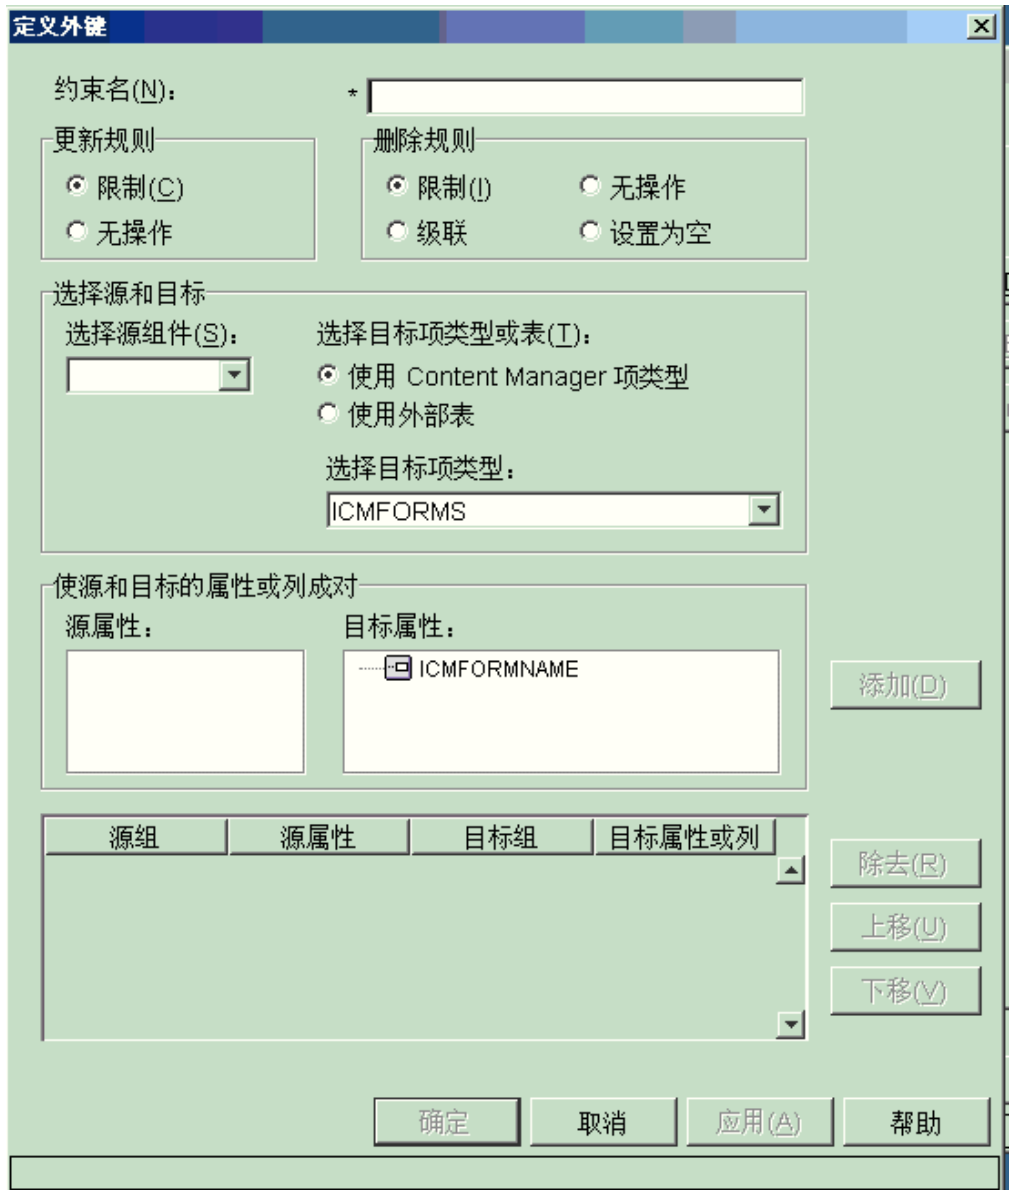 定义外键
约束名(N)： *
更新规则
限制(C)
无操作
删除规则
限制(I) 无操作
级联 设置为空
选择源和目标
选择源组件(S)：
选择目标项类型或表(T)：
使用 Content Manager 项类型
使用外部表
选择目标项类型：
ICMFORMS
使源和目标的属性或列成对
源属性：
目标属性：
ICMFORMNAME
添加(D)
源组 源属性 目标组 目标属性或列
除去(R)
上移(U)
下移(V)
确定 取消 应用(A) 帮助